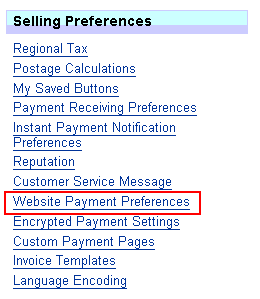 Selling Preferences
Regional Tax
Postage Calculations
My Saved Buttons
Payment Receiving Preferences
Instant Payment Notification
Preferences
Reputation
Customer Service Message
Website Payment Preferences
Encrypted Payment Settings
Custom Payment Pages
Invoice Templates
Language Encoding